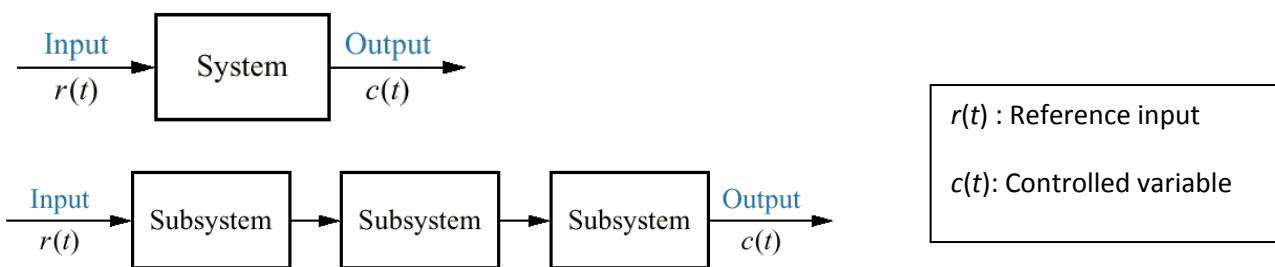 Input
r(t)
System
Output
c(t)
r(t) : Reference input
c(t): Controlled variable
Input
r(t)
Subsystem
Subsystem
Subsystem
Output
c(t)